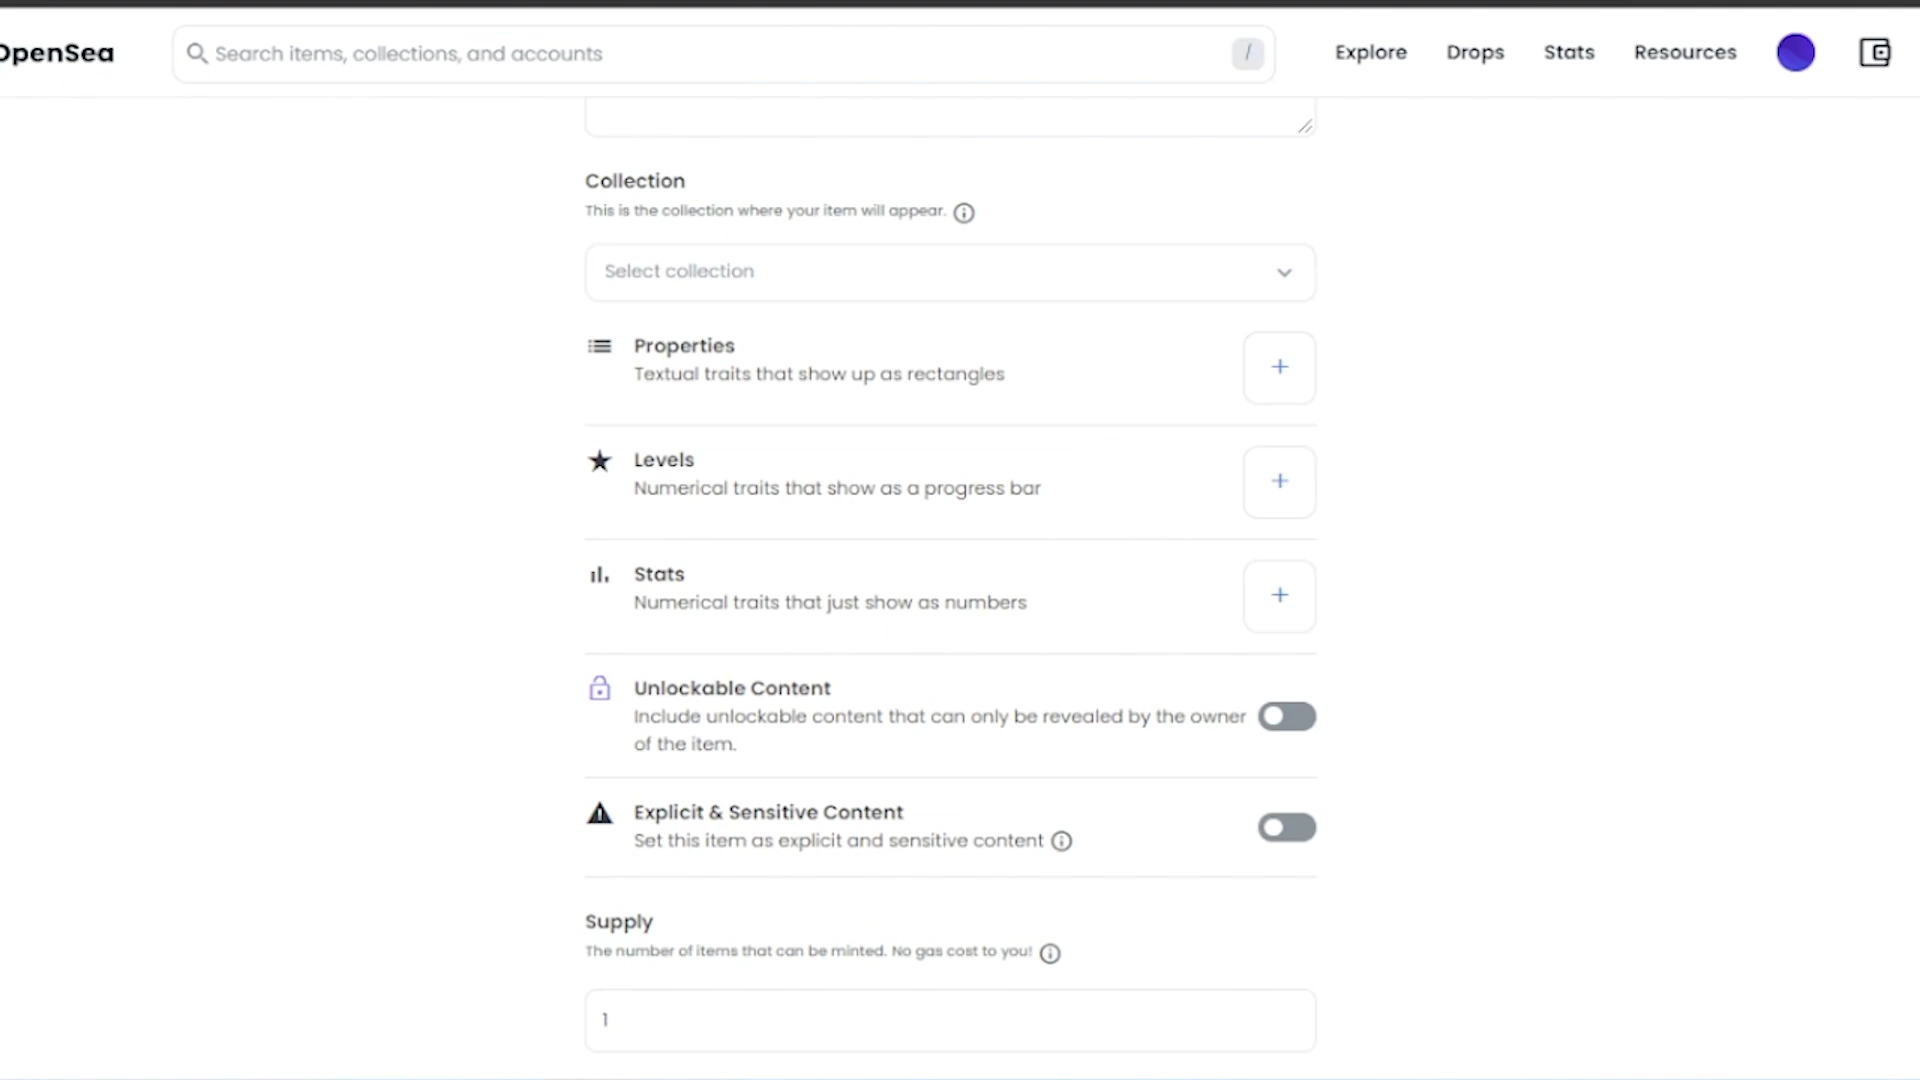 OpenSea
Search items, collections, and accounts
/
Explore
Drops
Stats
Resources
Collection
This is the collection where your item will appear.
Select collection
Properties
Textual traits that show up as rectangles
+
Levels
Numerical traits that show as a progress bar
+
Stats
Numerical traits that just show as numbers
+
Unlockable Content
Include unlockable content that can only be revealed by the owner
of the item.
Explicit & Sensitive Content
Set this item as explicit and sensitive content
Supply
The number of items that can be minted. No gas cost to you!
1